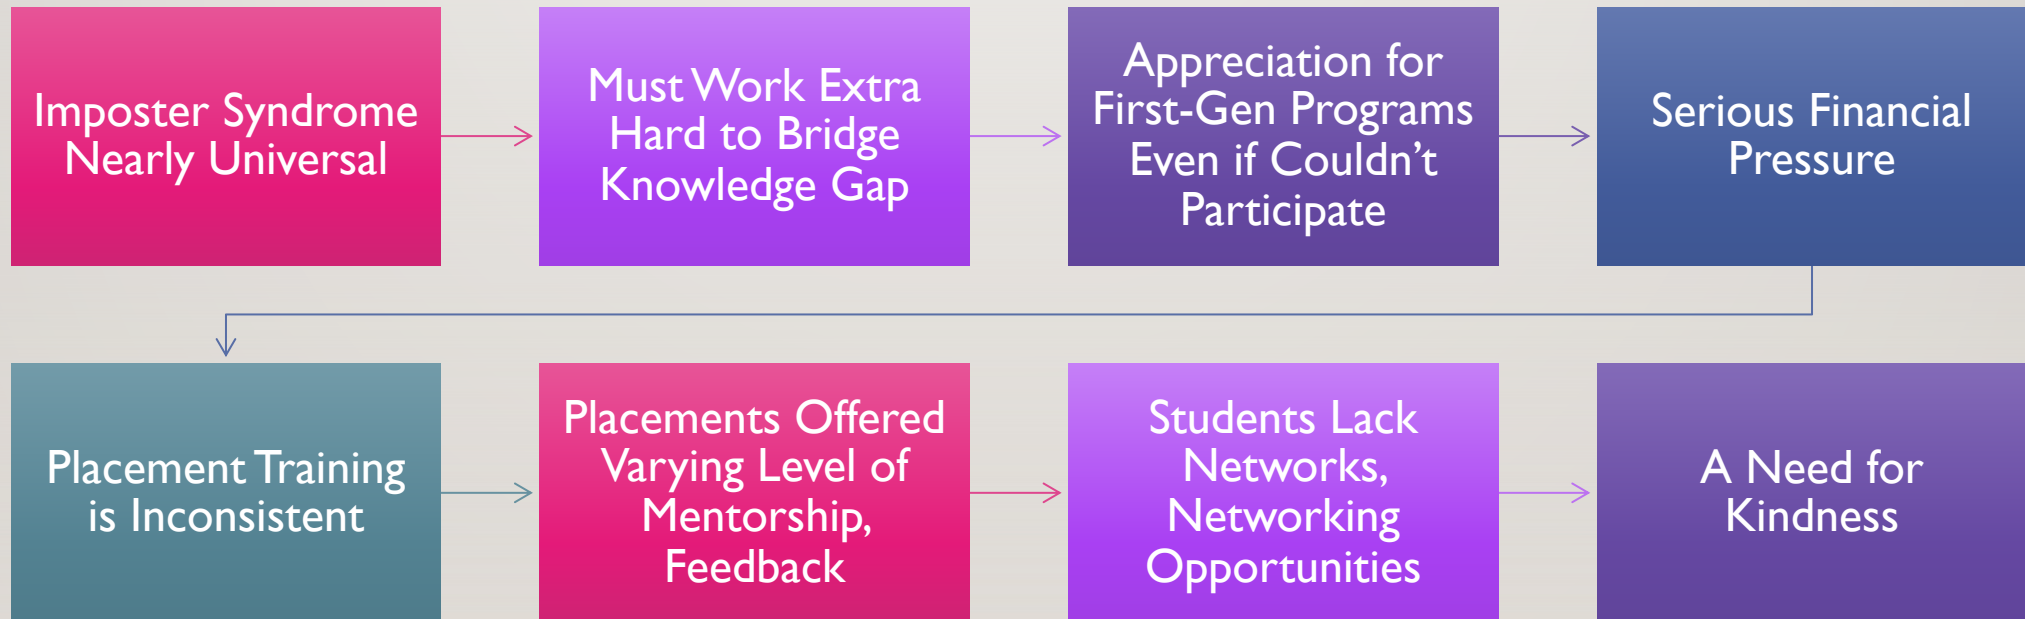 Imposter Syndrome
Nearly Universal
Must Work Extra
Hard to Bridge
Knowledge Gap
Appreciation for
First-Gen Programs
Even if Couldn't
Participate
Serious Financial
Pressure
Placement Training
is Inconsistent
Placements Offered
Varying Level of
Mentorship,
Feedback
Students Lack
Networks,
Networking
Opportunities
A Need for
Kindness